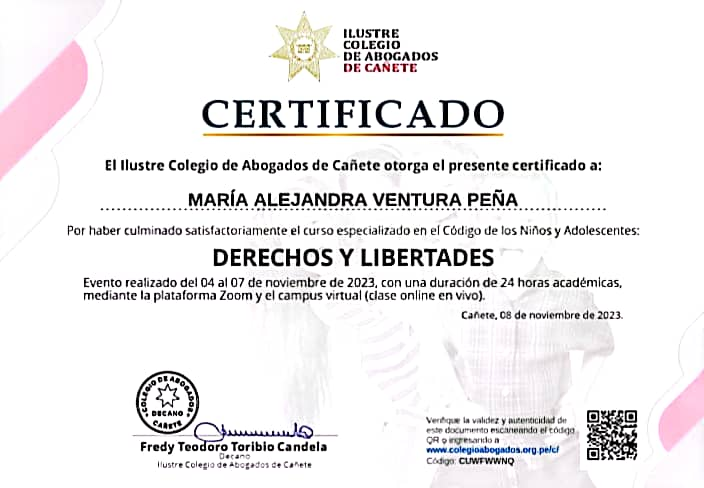 ILUSTRE
COLEGIO
DE ABOGADOS
DE CAÑETE
CERTIFICADO
El Ilustre Colegio de Abogados de Cañete otorga el presente certificado a:
MARÍA ALEJANDRA VENTURA PEÑA
Por haber culminado satisfactoriamente el curso especializado en el Código de los Niños y Adolescentes:
DERECHOS Y LIBERTADES
Evento realizado del 04 al 07 de noviembre de 2023, con una duración de 24 horas académicas,
mediante la plataforma Zoom y el campus virtual (clase online en vivo).
Cañete, 08 de noviembre de 2023.
COLEGIO DE ABOGADOS
DECANO
CAÑETE
Fredy Teodoro Toribio Candela
Decano
Ilustre Colegio de Abogados de Cañete
Verifique la validez y autenticidad de
este documento escaneando el código
QR o ingresando a
www.colegioabogados.org.pe/cf
Código: CUWFWWNQ